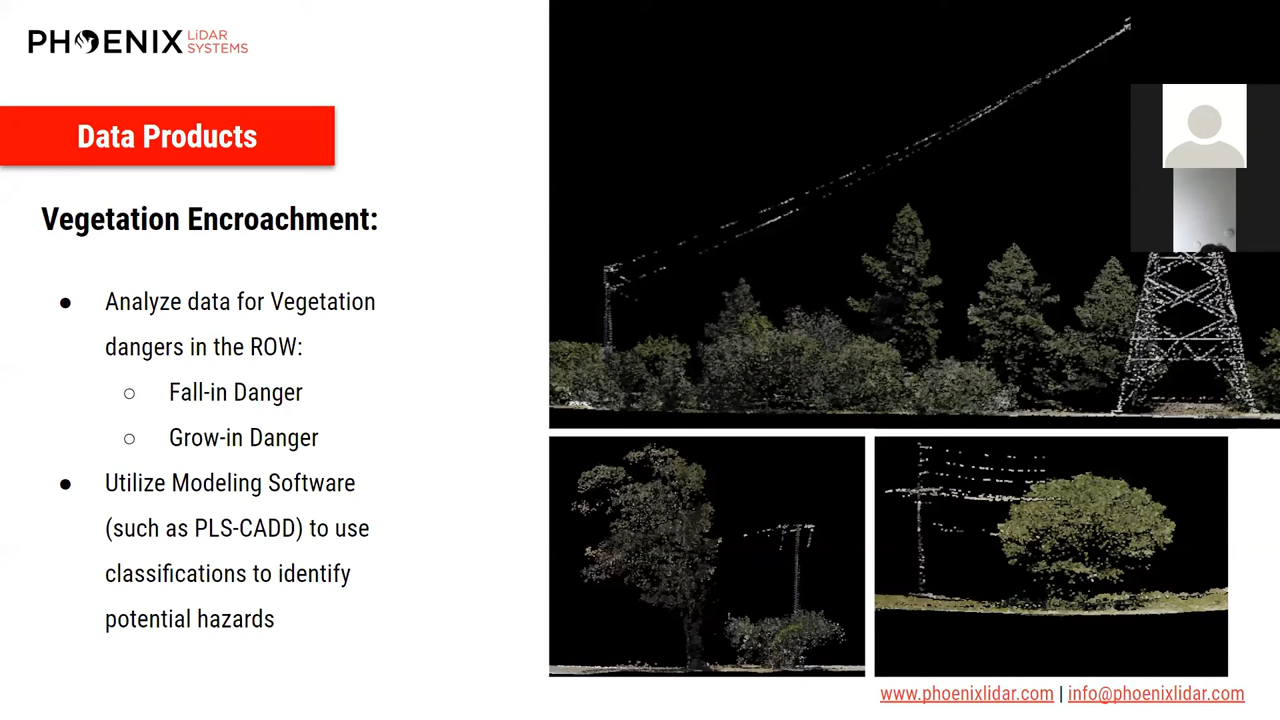 PHOENIX LiDAR
SYSTEMS
Data Products
Vegetation Encroachment:
● Analyze data for Vegetation
dangers in the ROW:
○ Fall-in Danger
○ Grow-in Danger
● Utilize Modeling Software
(such as PLS-CADD) to use
classifications to identify
potential hazards
www.phoenixlidar.com | info@phoenixlidar.com